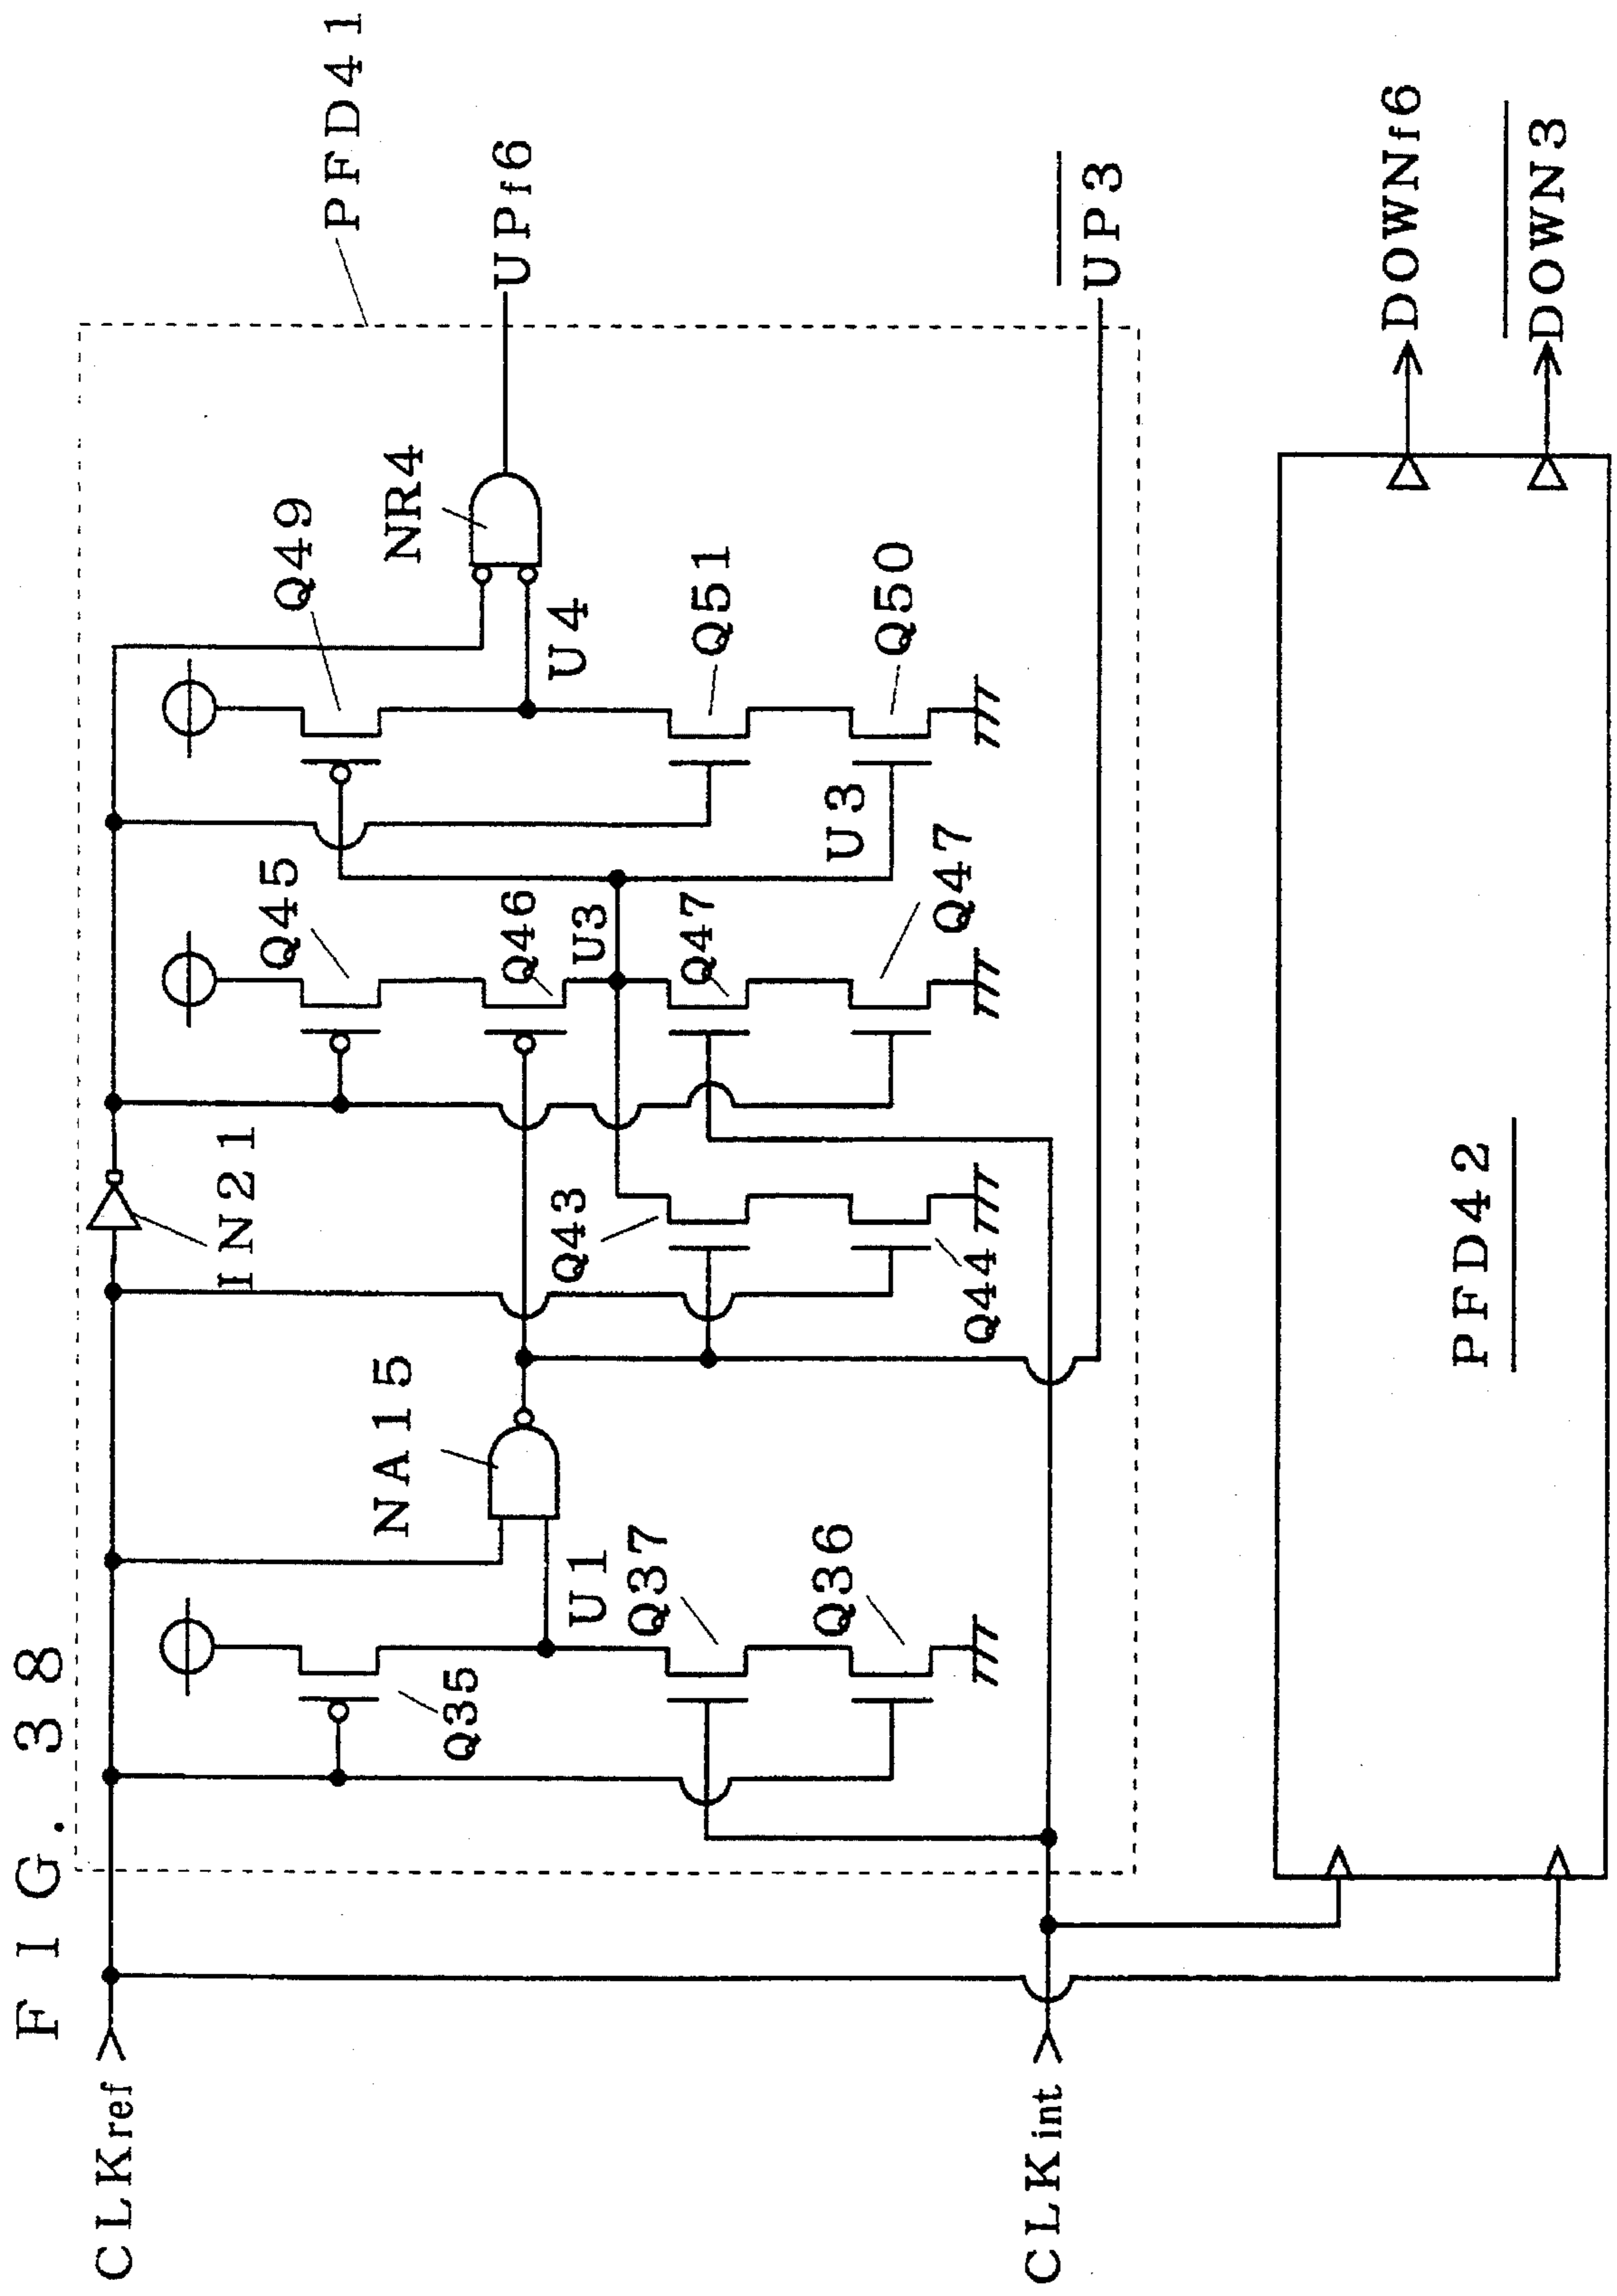 FIG. 38
PFD41
CLKref
IN21
Q35
NA15
Q45
Q49
NR4
UPf6
Q46
U3
U4
U1
Q37
Q43
Q47
Q51
Q36
Q44
Q47
U3
Q50
CLKint
UP3
DOWNf6
PFD42
DOWN3